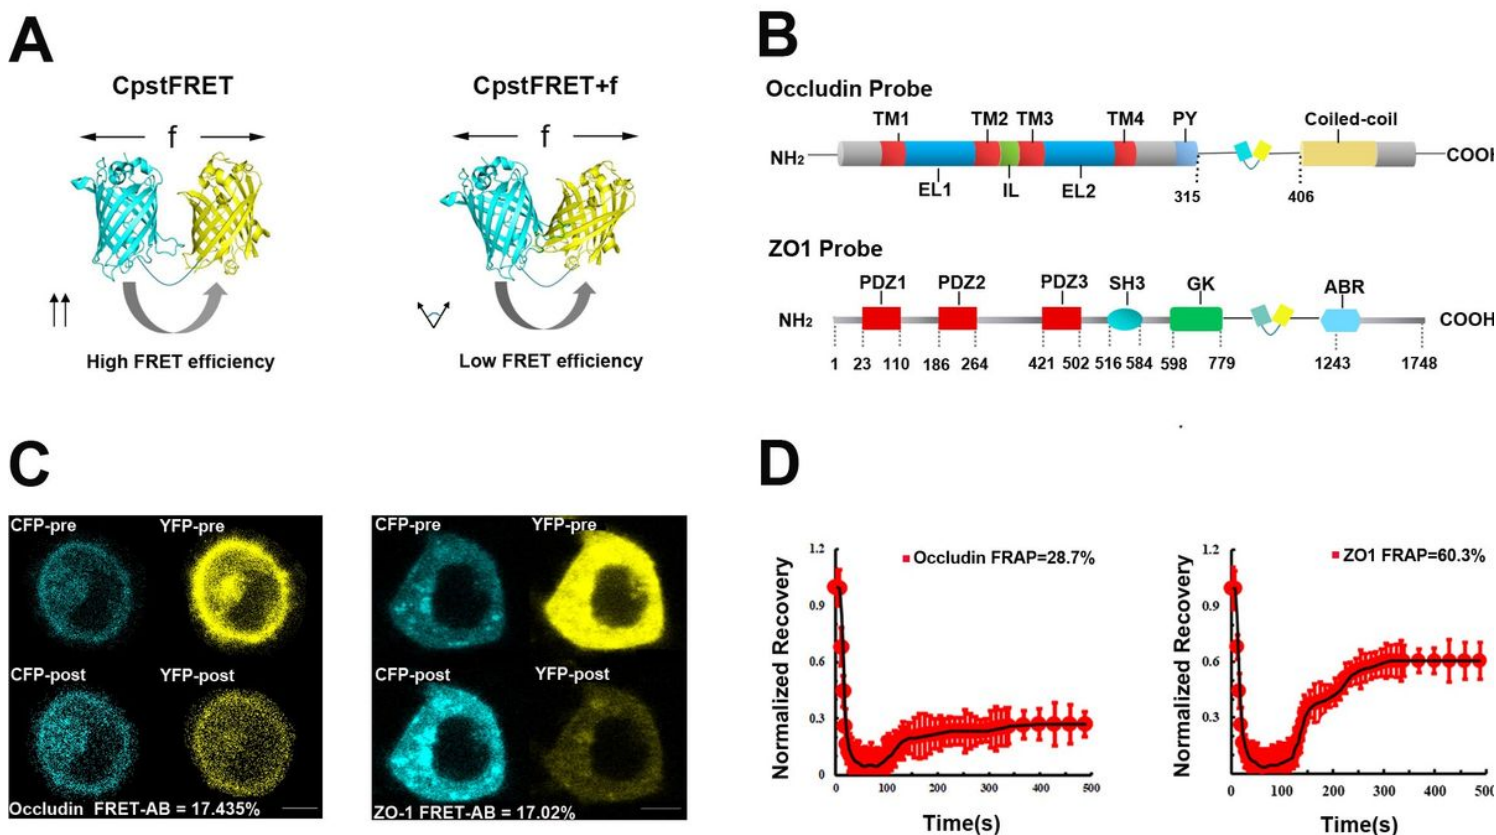 A
CpstFRET
f
High FRET efficiency
CpstFRET+f
f
Low FRET efficiency
B
Occludin Probe
TM1 TM2 TM3 TM4 PY Coiled-coil
NH₂ COOH
EL1 IL EL2 315 406
ZO1 Probe
PDZ1 PDZ2 PDZ3 SH3 GK ABR
NH₂ COOH
1 23 110 186 264 421 502 516 584 598 779 1243 1748
C
CFP-pre YFP-pre
CFP-post YFP-post
Occludin FRET-AB = 17.435%
CFP-pre YFP-pre
CFP-post YFP-post
ZO-1 FRET-AB = 17.02%
D
Normalized Recovery
1.2
0.9
0.6
0.3
0
Occludin FRAP=28.7%
0 100 200 300 400 500
Time(s)
Normalized Recovery
1.2
0.9
0.6
0.3
ZO1 FRAP=60.3%
0 100 200 300 400 500
Time(s)